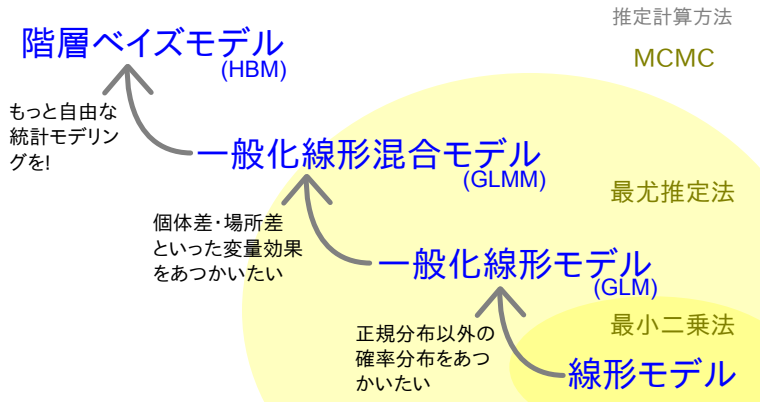 推定計算方法
階層ベイズモデル
(HBM)
MCMC
もっと自由な
統計モデリン
グを!
一般化線形混合モデル
(GLMM)
最尤推定法
個体差・場所差
といった変量効果
をあつかいたい
一般化線形モデル
(GLM)
正規分布以外の
確率分布をあつ
かいたい
最小二乗法
線形モデル